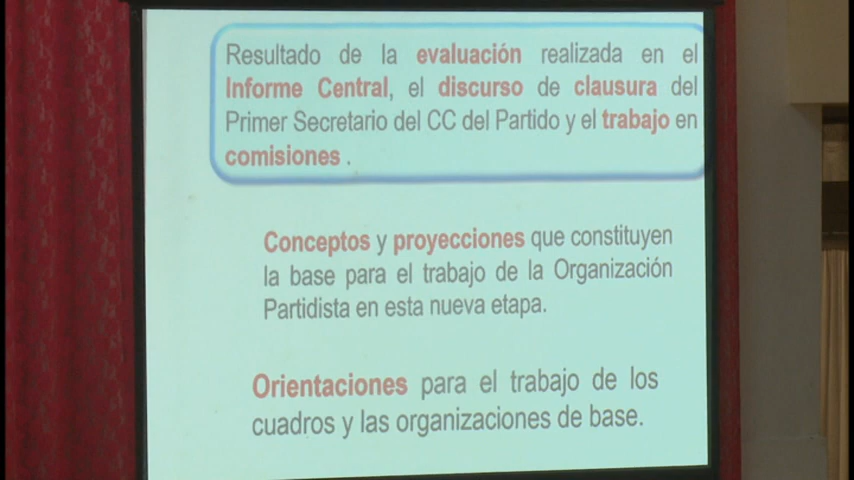 Resultado de la evaluación realizada en el
Informe Central, el discurso de clausura del
Primer Secretario del CC del Partido y el trabajo en
comisiones .
Conceptos y proyecciones que constituyen
la base para el trabajo de la Organización
Partidista en esta nueva etapa.
Orientaciones para el trabajo de los
cuadros y las organizaciones de base.